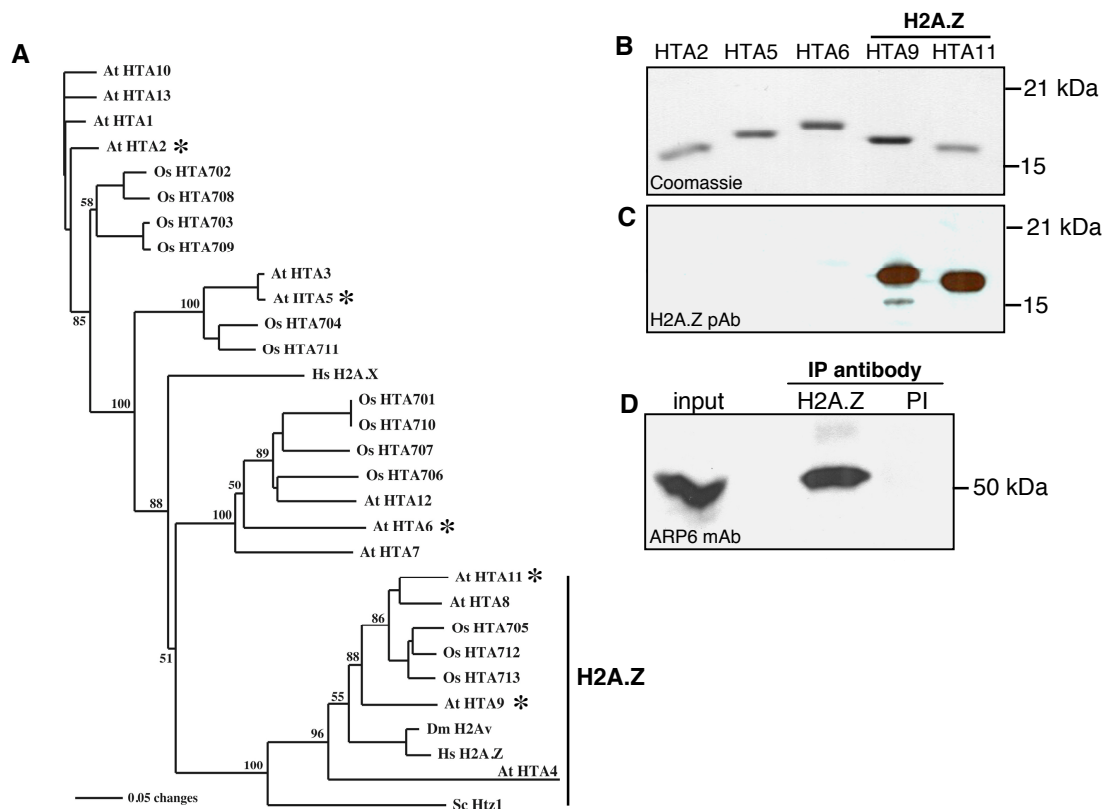 A
At HTA10
At HTA13
At HTA1
At HTA2 *
Os HTA702
58
Os HTA708
Os HTA703
Os HTA709
At HTA3
100
At HTA5 *
85
Os HTA704
Os HTA711
Hs H2A.X
100
Os HTA701
Os HTA710
Os HTA707
89
Os HTA706
50
At HTA12
88
100
At HTA6 *
At HTA7
At HTA11 *
At HTA8
86
Os HTA705
Os HTA712
51
88
Os HTA713
55
At HTA9 *
Dm H2Av
96
Hs H2A.Z
100
At HTA4
Sc Htz1
0.05 changes
H2A.Z
H2A.Z
B
HTA2 HTA5 HTA6 HTA9 HTA11
21 kDa
15
Coomassie
C
21 kDa
15
H2A.Z pAb
IP antibody
D
input H2A.Z PI
50 kDa
ARP6 mAb